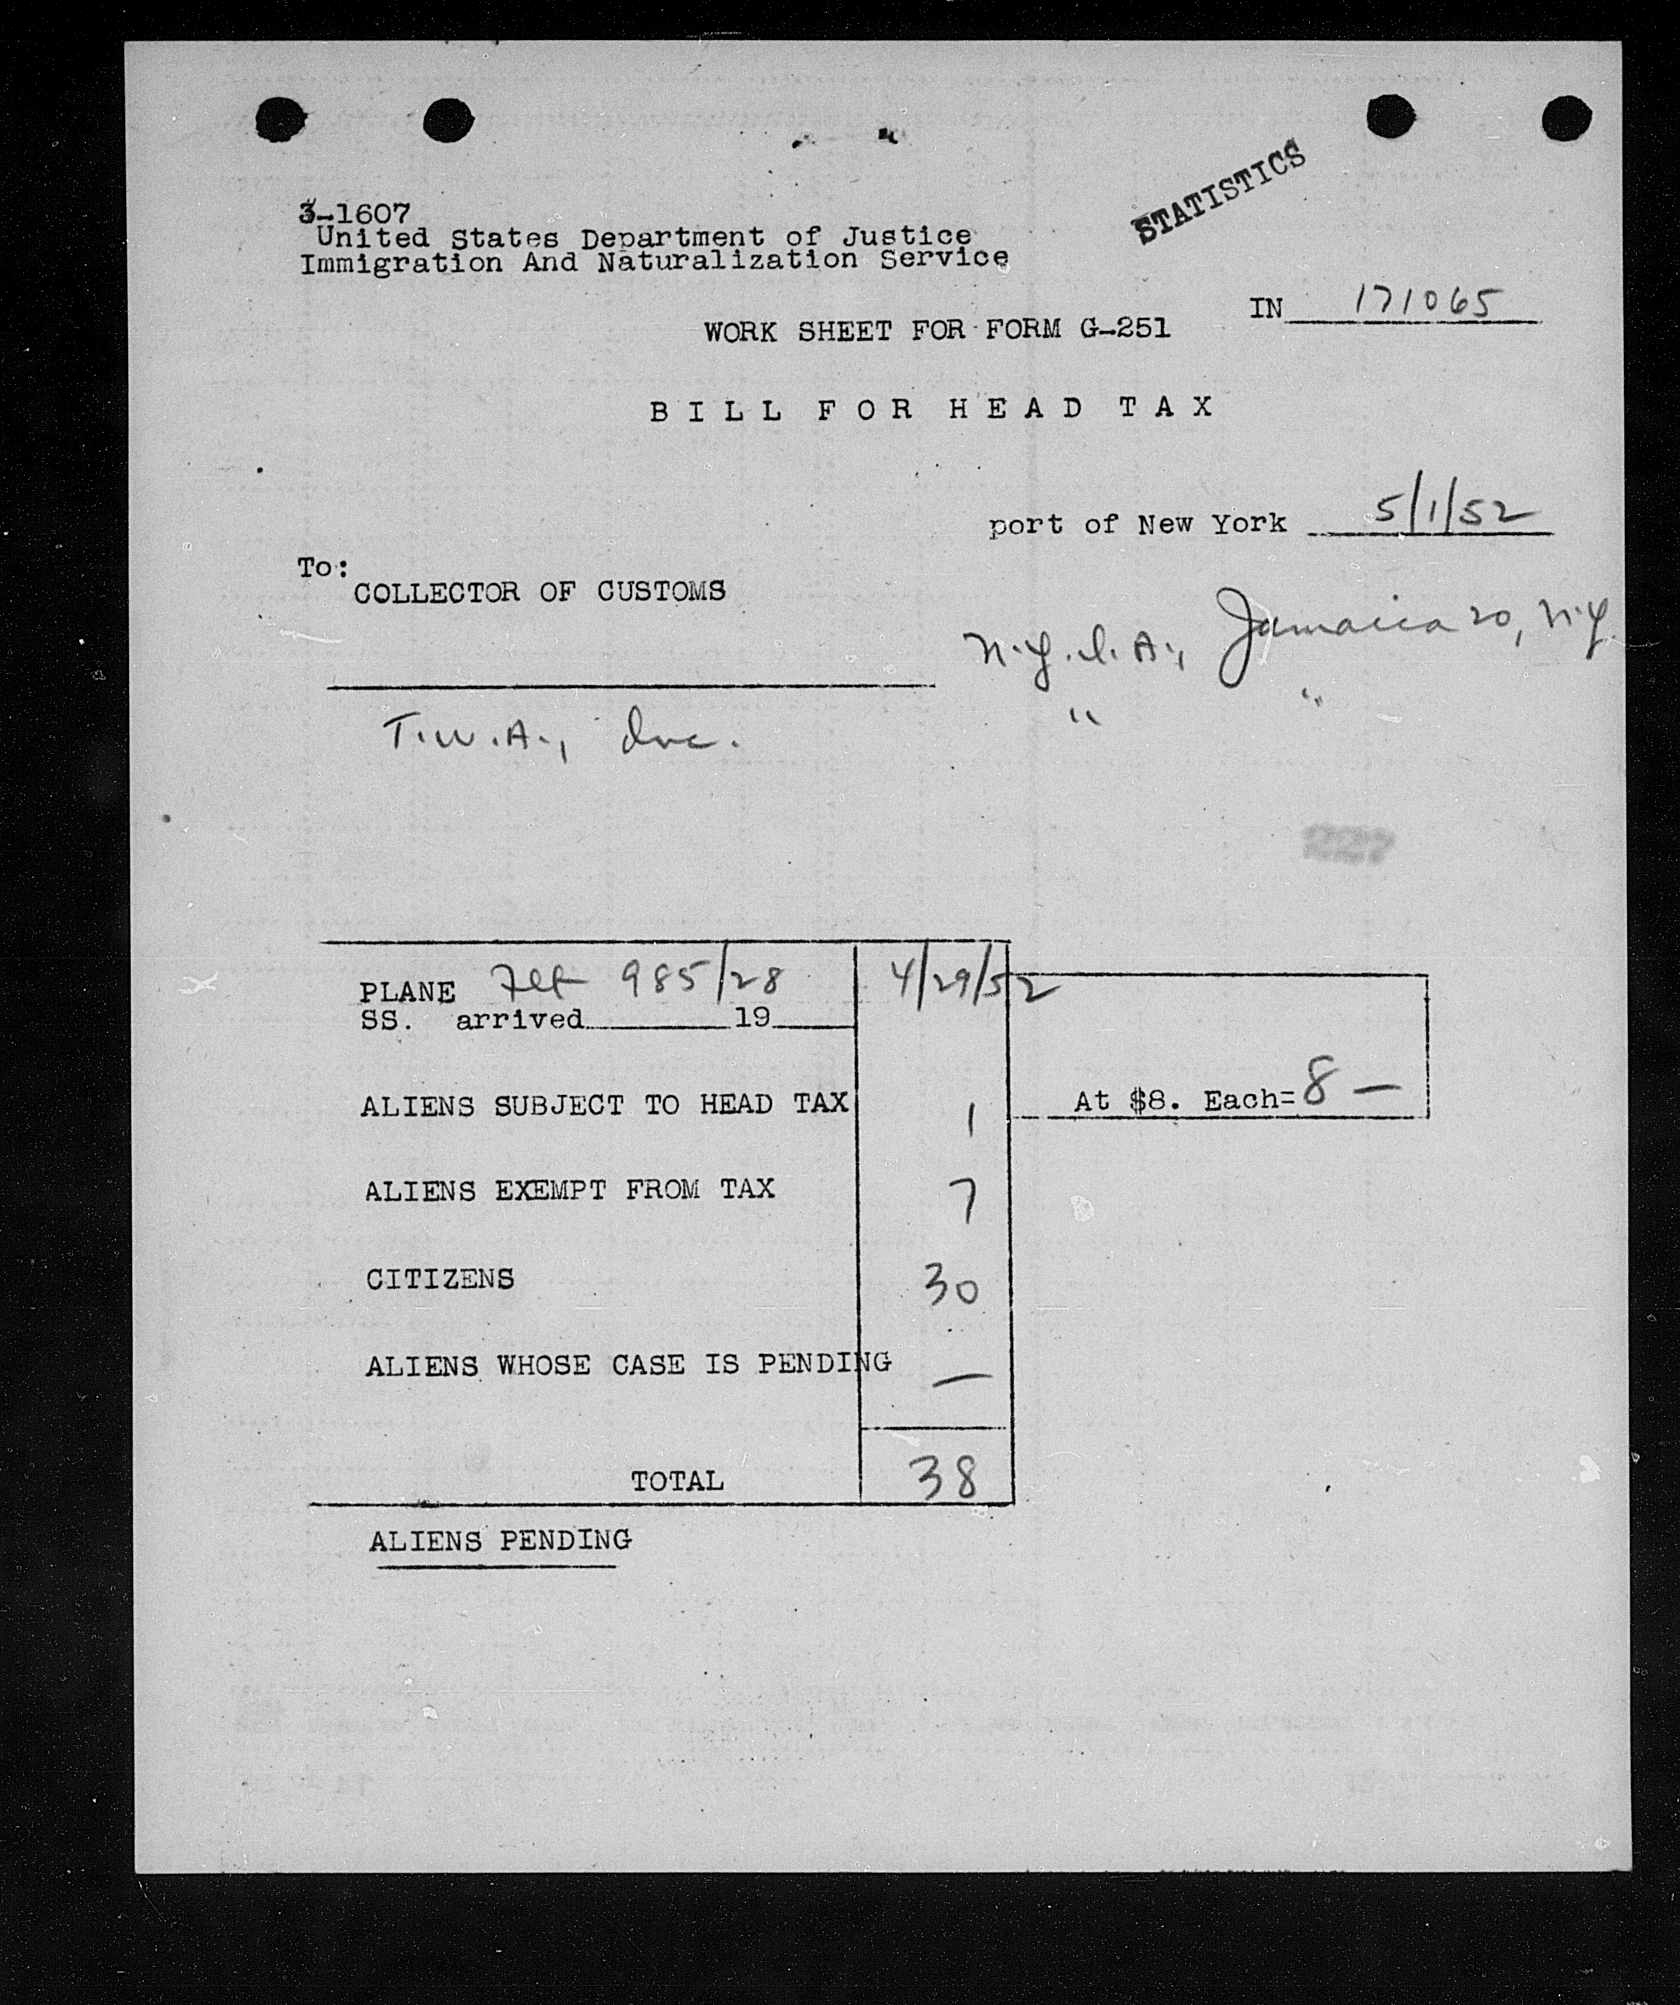 STATISTICS
3-1607
United States Department of Justice
Immigration And Naturalization Service
IN 171065
WORK SHEET FOR FORM G-251
BILL FOR HEAD TAX
port of New York 5/1/52
To:
COLLECTOR OF CUSTOMS
N.Y.I.A., Jamaica 20, N.Y.
T.W.A., Inc. " "
PLANE Flt 985/28 4/29/52
SS. arrived 19
ALIENS SUBJECT TO HEAD TAX 1 At $8. Each= 8 —
ALIENS EXEMPT FROM TAX 7
CITIZENS 30
ALIENS WHOSE CASE IS PENDING —
TOTAL 38
ALIENS PENDING